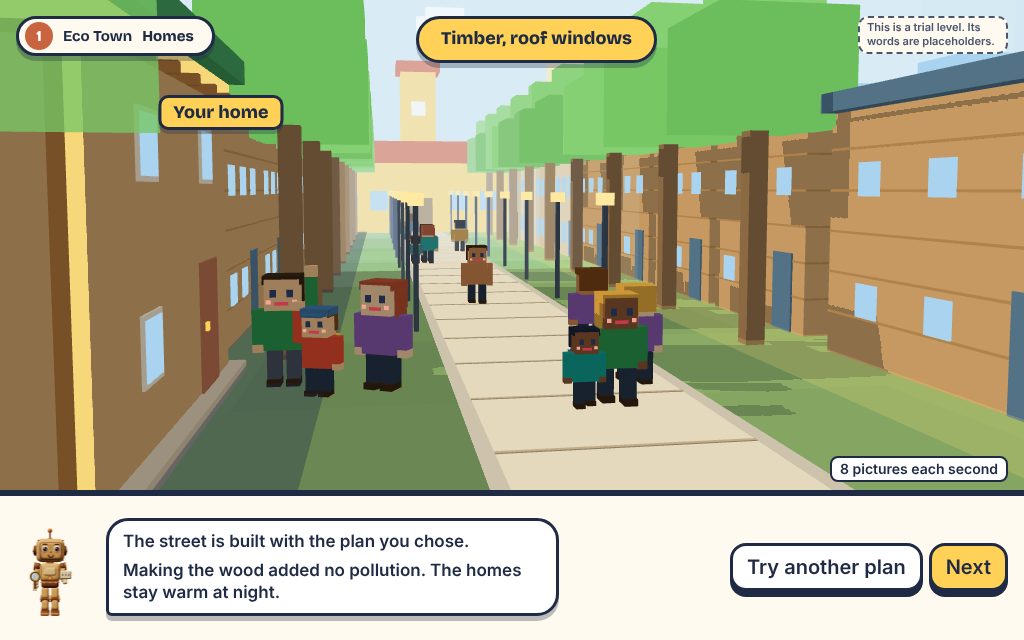 1 Eco Town Homes
Timber, roof windows
This is a trial level. Its
words are placeholders.
Your home
8 pictures each second
The street is built with the plan you chose.
Making the wood added no pollution. The homes
stay warm at night.
Try another plan
Next